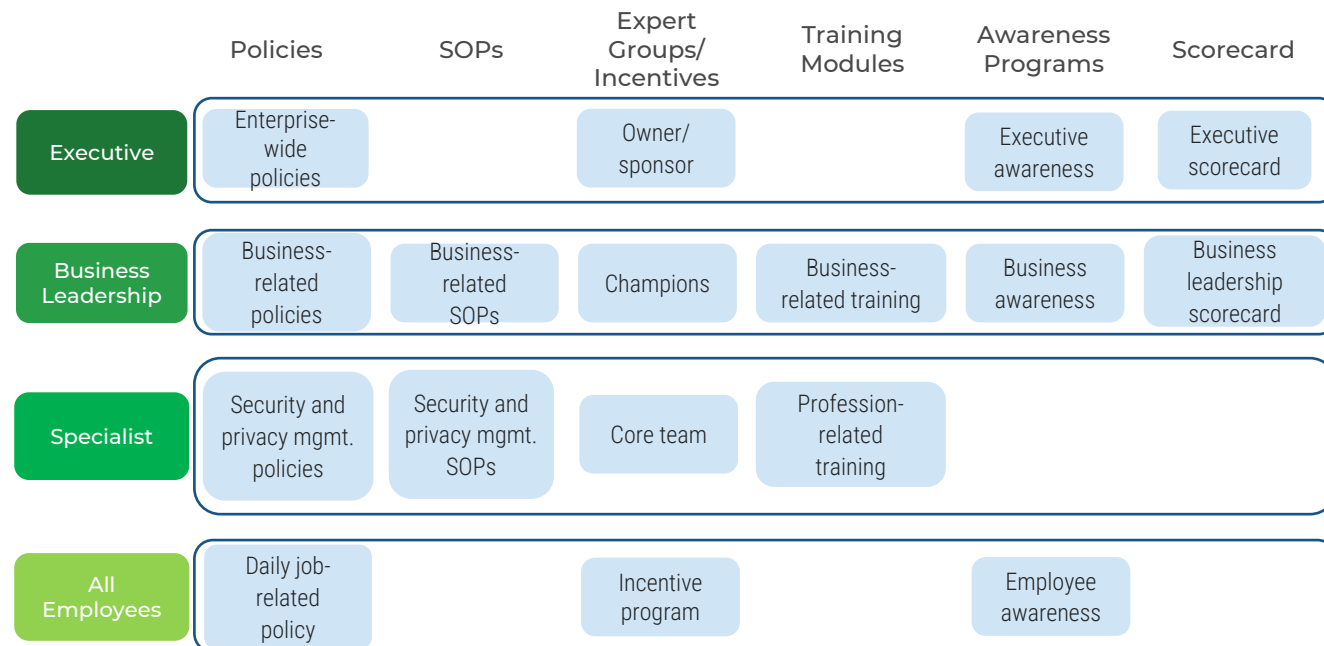 Policies
SOPs
Expert
Groups/
Incentives
Training
Modules
Awareness
Programs
Scorecard
Executive
Enterprise-
wide
policies
Owner/
sponsor
Executive
awareness
Executive
scorecard
Business
Leadership
Business-
related
policies
Business-
related
SOPs
Champions
Business-
related training
Business
awareness
Business
leadership
scorecard
Specialist
Security and
privacy mgmt.
policies
Security and
privacy mgmt.
SOPs
Core team
Profession-
related
training
All
Employees
Daily job-
related
policy
Incentive
program
Employee
awareness